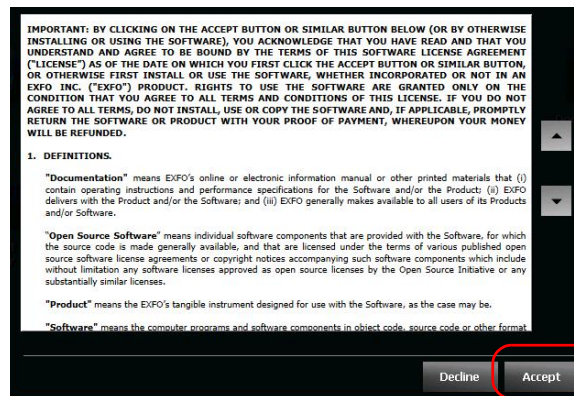 IMPORTANT: BY CLICKING ON THE ACCEPT BUTTON OR SIMILAR BUTTON BELOW (OR BY OTHERWISE
INSTALLING OR USING THE SOFTWARE), YOU ACKNOWLEDGE THAT YOU HAVE READ AND THAT YOU
UNDERSTAND AND AGREE TO BE BOUND BY THE TERMS OF THIS SOFTWARE LICENSE AGREEMENT
("LICENSE") AS OF THE DATE ON WHICH YOU FIRST CLICK THE ACCEPT BUTTON OR SIMILAR BUTTON,
OR OTHERWISE FIRST INSTALL OR USE THE SOFTWARE, WHETHER INCORPORATED OR NOT IN AN
EXFO INC. ("EXFO") PRODUCT. RIGHTS TO USE THE SOFTWARE ARE GRANTED ONLY ON THE
CONDITION THAT YOU AGREE TO ALL TERMS AND CONDITIONS OF THIS LICENSE. IF YOU DO NOT
AGREE TO ALL TERMS, DO NOT INSTALL, USE OR COPY THE SOFTWARE AND, IF APPLICABLE, PROMPTLY
RETURN THE SOFTWARE OR PRODUCT WITH YOUR PROOF OF PAYMENT, WHEREUPON YOUR MONEY
WILL BE REFUNDED.
1. DEFINITIONS.
"Documentation" means EXFO's online or electronic information manual or other printed materials that (i)
contain operating instructions and performance specifications for the Software and/or the Product; (ii) EXFO
delivers with the Product and/or the Software; and (iii) EXFO generally makes available to all users of its Products
and/or Software.
"Open Source Software" means individual software components that are provided with the Software, for which
the source code is made generally available, and that are licensed under the terms of various published open
source software license agreements or copyright notices accompanying such software components which include
without limitation any software licenses approved as open source licenses by the Open Source Initiative or any
substantially similar licenses.
"Product" means the EXFO's tangible instrument designed for use with the Software, as the case may be.
"Software" means the computer programs and software components in object code, source code or other format
Decline
Accept